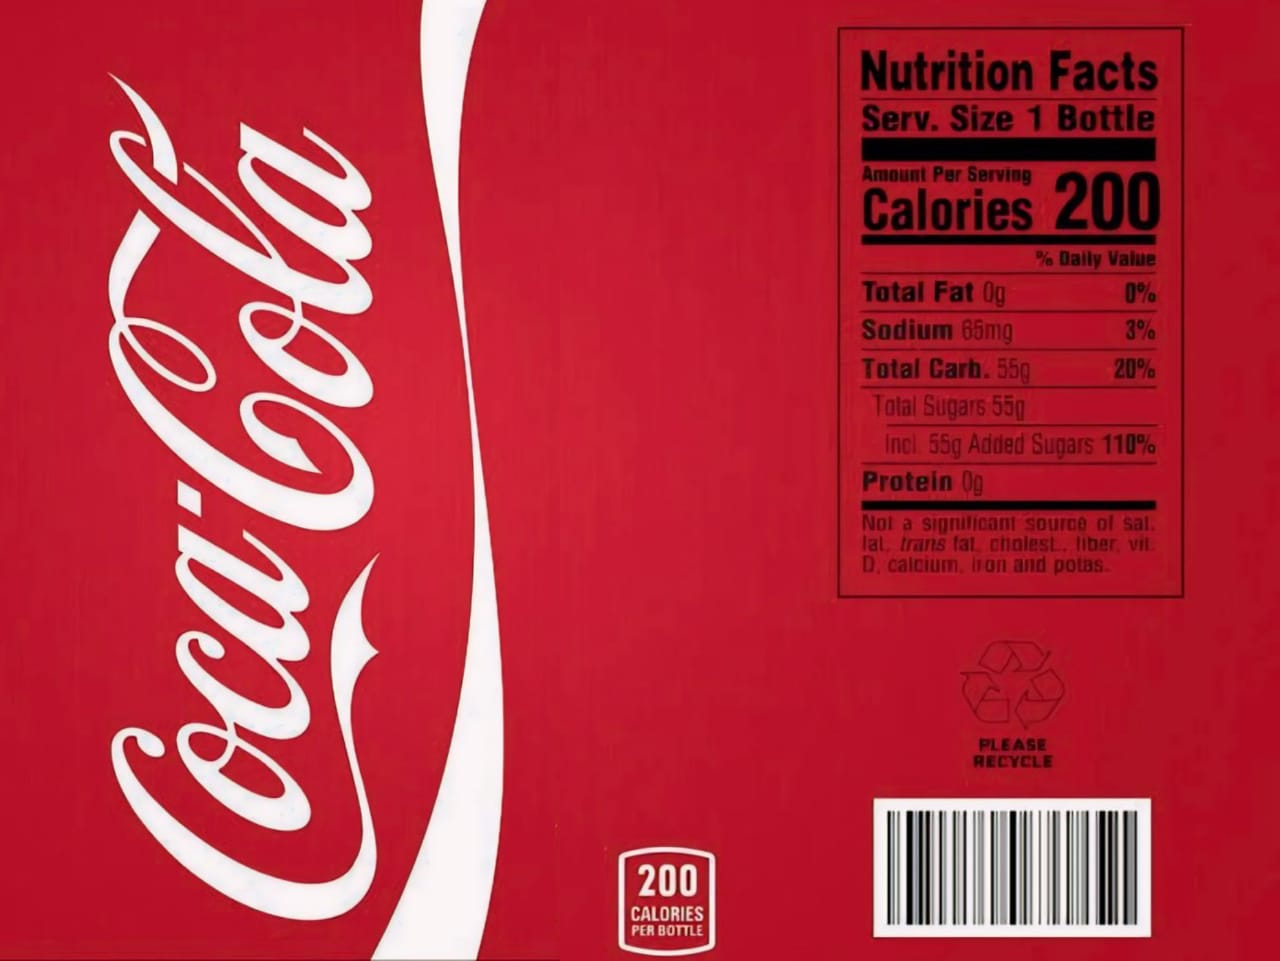 Coca-Cola
Nutrition Facts
Serv. Size 1 Bottle
Amount Per Serving
Calories 200
% Daily Value
Total Fat 0g 0%
Sodium 65mg 3%
Total Carb. 55g 20%
Total Sugars 55g
Incl. 55g Added Sugars 110%
Protein 0g
Not a significant source of sat.
fat, trans fat, cholest., fiber, vit.
D, calcium, iron and potas.
PLEASE
RECYCLE
200
CALORIES
PER BOTTLE